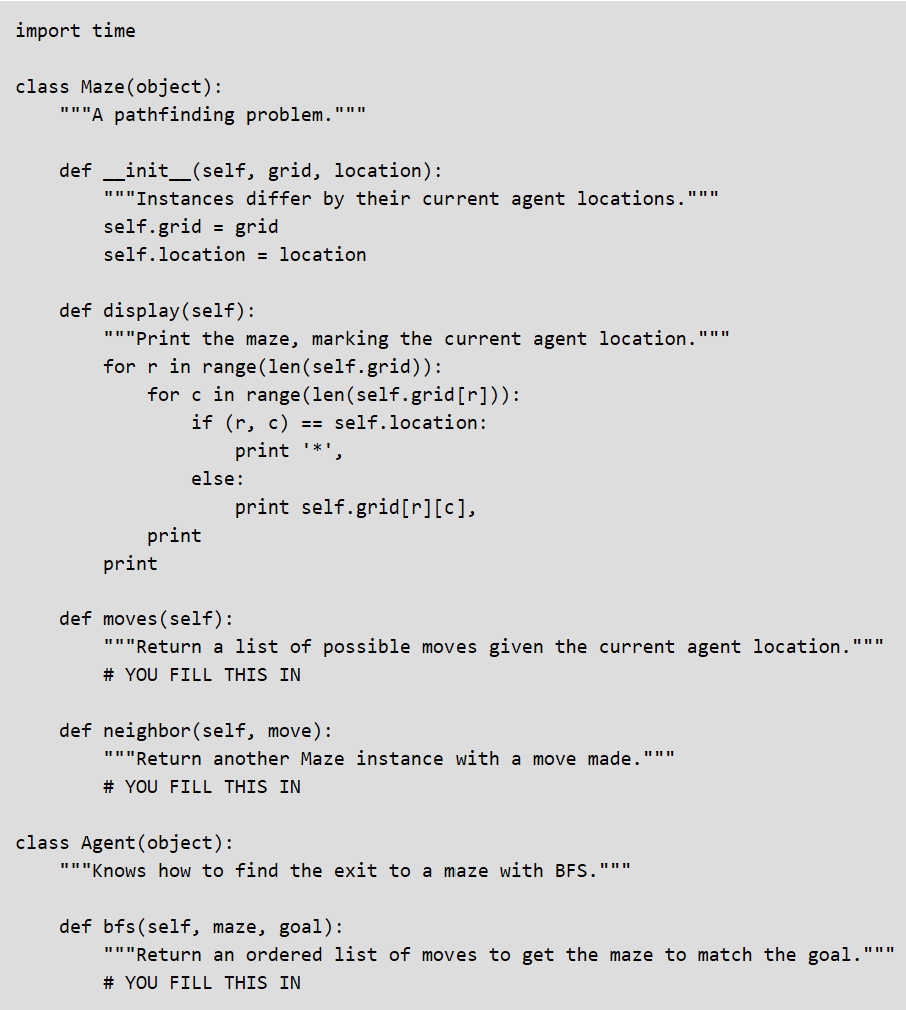 import time

class Maze(object):
    """A pathfinding problem."""

    def __init__(self, grid, location):
        """Instances differ by their current agent locations."""
        self.grid = grid
        self.location = location

    def display(self):
        """Print the maze, marking the current agent location."""
        for r in range(len(self.grid)):
            for c in range(len(self.grid[r])):
                if (r, c) == self.location:
                    print '*',
                else:
                    print self.grid[r][c],
            print
        print

    def moves(self):
        """Return a list of possible moves given the current agent location."""
        # YOU FILL THIS IN

    def neighbor(self, move):
        """Return another Maze instance with a move made."""
        # YOU FILL THIS IN

class Agent(object):
    """Knows how to find the exit to a maze with BFS."""

    def bfs(self, maze, goal):
        """Return an ordered list of moves to get the maze to match the goal."""
        # YOU FILL THIS IN